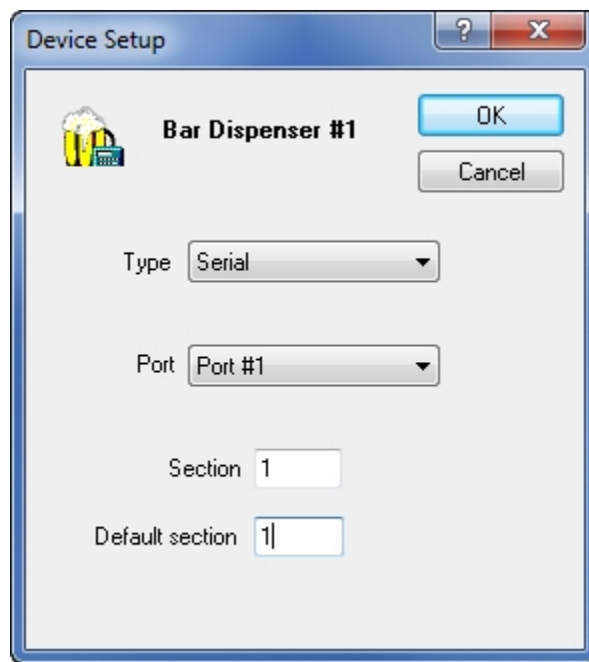 Device Setup
?
X
Bar Dispenser #1
OK
Cancel
Type Serial
Port Port #1
Section 1
Default section 1